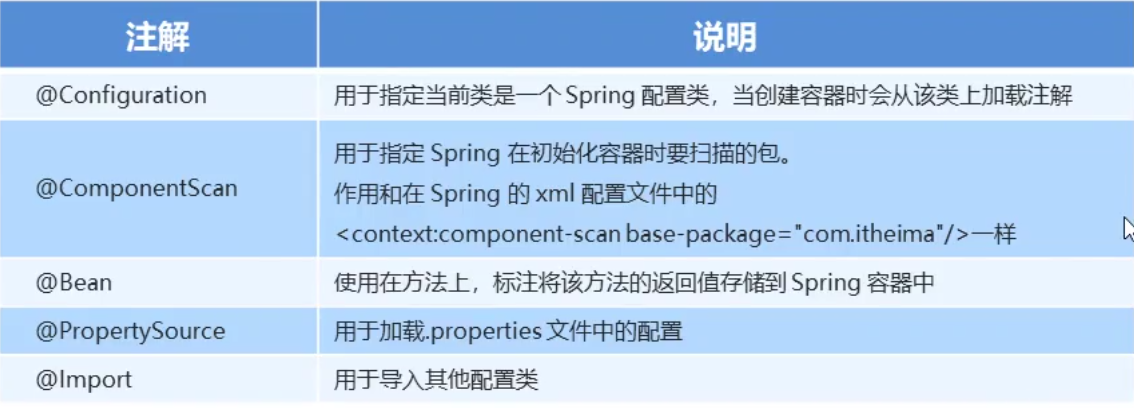 注解 说明
@Configuration 用于指定当前类是一个 Spring 配置类，当创建容器时会从该类上加载注解
@ComponentScan
用于指定 Spring 在初始化容器时要扫描的包。
作用和在 Spring 的 xml 配置文件中的
<context:component-scan base-package="com.itheima"/>一样
@Bean 使用在方法上，标注将该方法的返回值存储到 Spring 容器中
@PropertySource 用于加载.properties 文件中的配置
@Import 用于导入其他配置类